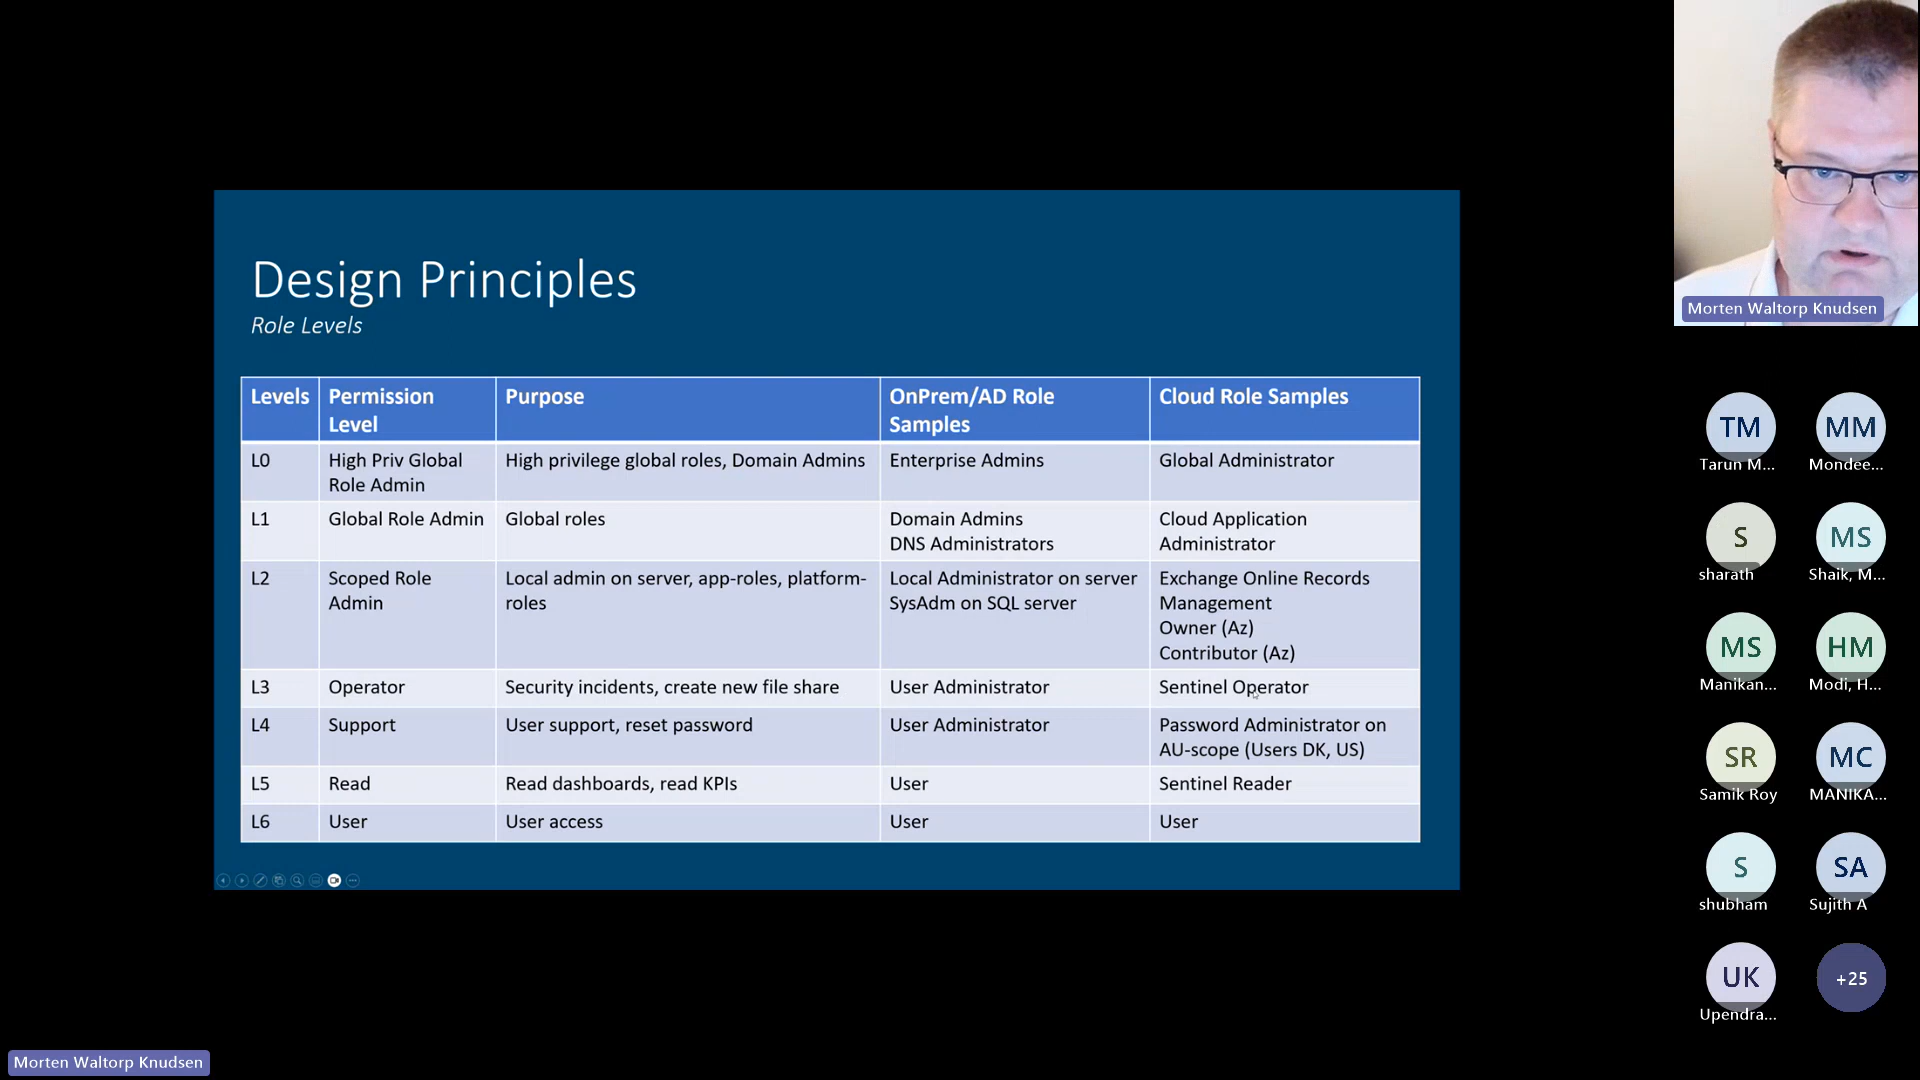 Design Principles
Role Levels
Levels
Permission
Level
Purpose
OnPrem/AD Role
Samples
Cloud Role Samples
L0
High Priv Global
Role Admin
High privilege global roles, Domain Admins
Enterprise Admins
Global Administrator
L1
Global Role Admin
Global roles
Domain Admins
DNS Administrators
Cloud Application
Administrator
L2
Scoped Role
Admin
Local admin on server, app-roles, platform-
roles
Local Administrator on server
SysAdm on SQL server
Exchange Online Records
Management
Owner (Az)
Contributor (Az)
L3
Operator
Security incidents, create new file share
User Administrator
Sentinel Operator
L4
Support
User support, reset password
User Administrator
Password Administrator on
AU-scope (Users DK, US)
L5
Read
Read dashboards, read KPIs
User
Sentinel Reader
L6
User
User access
User
User
Morten Waltorp Knudsen
TM
Tarun M...
MM
Mondee...
S
sharath
MS
Shaik, M...
MS
Manikan...
HM
Modi, H...
SR
Samik Roy
MC
MANIKA...
S
shubham
SA
Sujith A
UK
Upendra...
+25
Morten Waltorp Knudsen